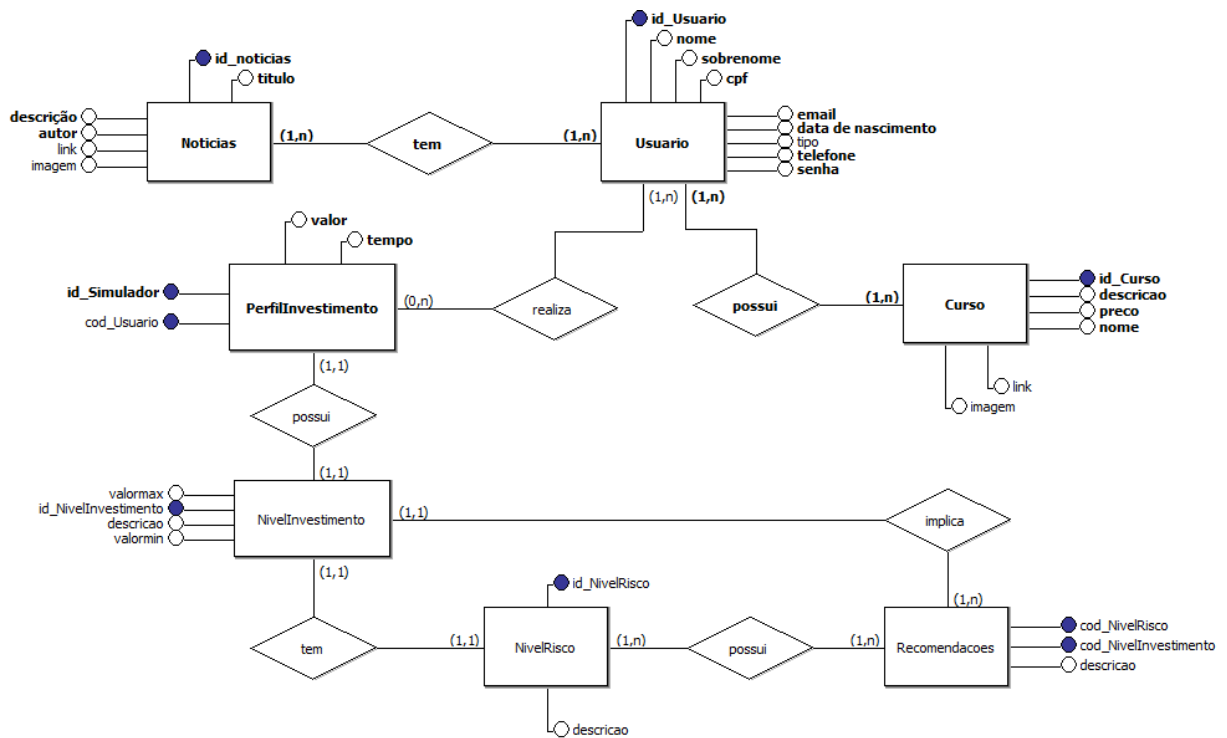 id_Usuario
nome
sobrenome
cpf
id_noticias
titulo
descrição
autor
link
imagem
Noticias
(1,n)
tem
(1,n)
Usuario
email
data de nascimento
tipo
telefone
senha
(1,n)
(1,n)
valor
tempo
id_Simulador
cod_Usuario
PerfilInvestimento
(0,n)
realiza
possui
(1,n)
Curso
id_Curso
descricao
preco
nome
link
imagem
(1,1)
possui
(1,1)
valormax
id_NivelInvestimento
descricao
valormin
NivelInvestimento
(1,1)
implica
(1,1)
(1,n)
id_NivelRisco
tem
(1,1)
NivelRisco
(1,n)
possui
(1,n)
Recomendacoes
cod_NivelRisco
cod_NivelInvestimento
descricao
descricao